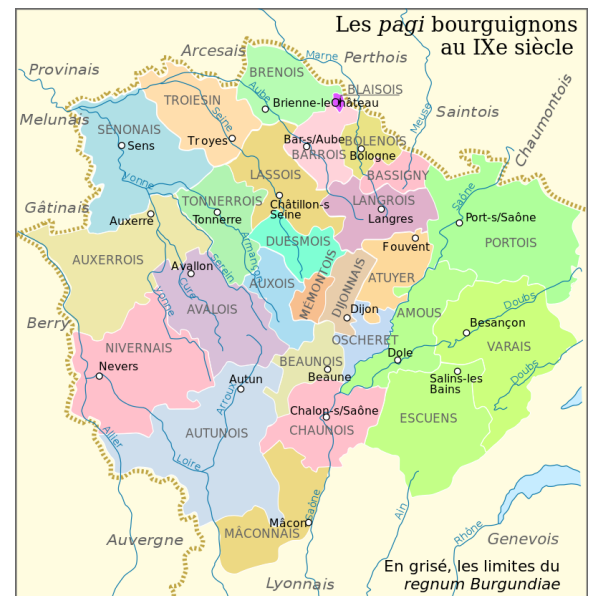 Les pagi bourguignons
au IXe siècle
Marne
Perthois
Arcesais
Provinais
BRENOIS
BLAISOIS
Chaumontois
TROIESIN
Aube
Brienne-leChâteau
Meuse
Saintois
Melunais
SENONAIS
Seine
Sens
Troyes
Bar-s/Aube
BOLENOIS
BARROIS
Bologne
LASSOIS
BASSIGNY
Yonne
TONNERROIS
Châtillon-s
Seine
LANGROIS
Saône
Gâtinais
Auxerre
Tonnerre
Langres
Port-s/Saône
DUESMOIS
Fouvent
PORTOIS
AUXERROIS
Serein
Armançon
Avallon
Cure
Yonne
AUXOIS
MÉMONTOIS
DIJONNAIS
ATUYER
AVALOIS
Dijon
AMOUS
Doubs
Berry
Besançon
NIVERNAIS
OSCHERET
VARAIS
Nevers
BEAUNOIS
Dole
Beaune
Salins-les
Bains
Doubs
Autun
Arroux
Chalon-s/Saône
ESCUENS
AUTUNOIS
CHAUNOIS
Allier
Loire
Saône
Ain
Mâcon
MÂCONNAIS
Rhône
Genevois
Auvergne
Lyonnais
En grisé, les limites du
regnum Burgundiae